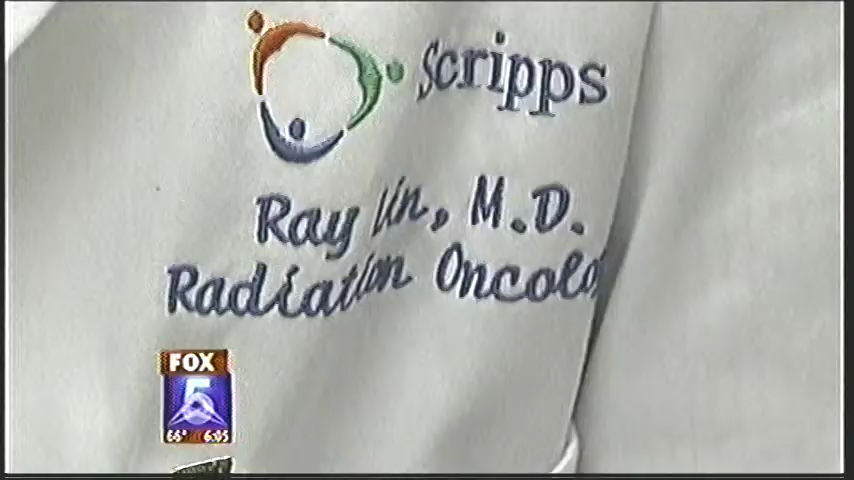 Scripps
Ray Lin, M.D.
Radiation Oncolo
FOX
5
66° 6:05